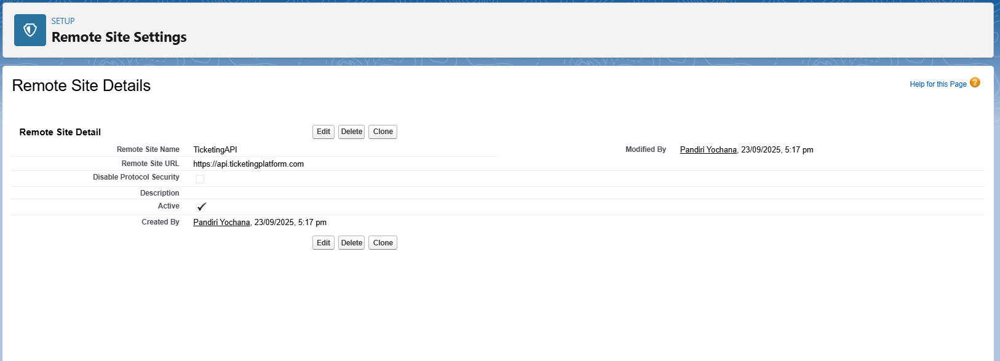 SETUP
Remote Site Settings
Remote Site Details
Help for this Page ?
Remote Site Detail
Edit Delete Clone
Remote Site Name TicketingAPI Modified By Pandiri Yochana, 23/09/2025, 5:17 pm
Remote Site URL https://api.ticketingplatform.com
Disable Protocol Security
Description
Active
Created By Pandiri Yochana, 23/09/2025, 5:17 pm
Edit Delete Clone